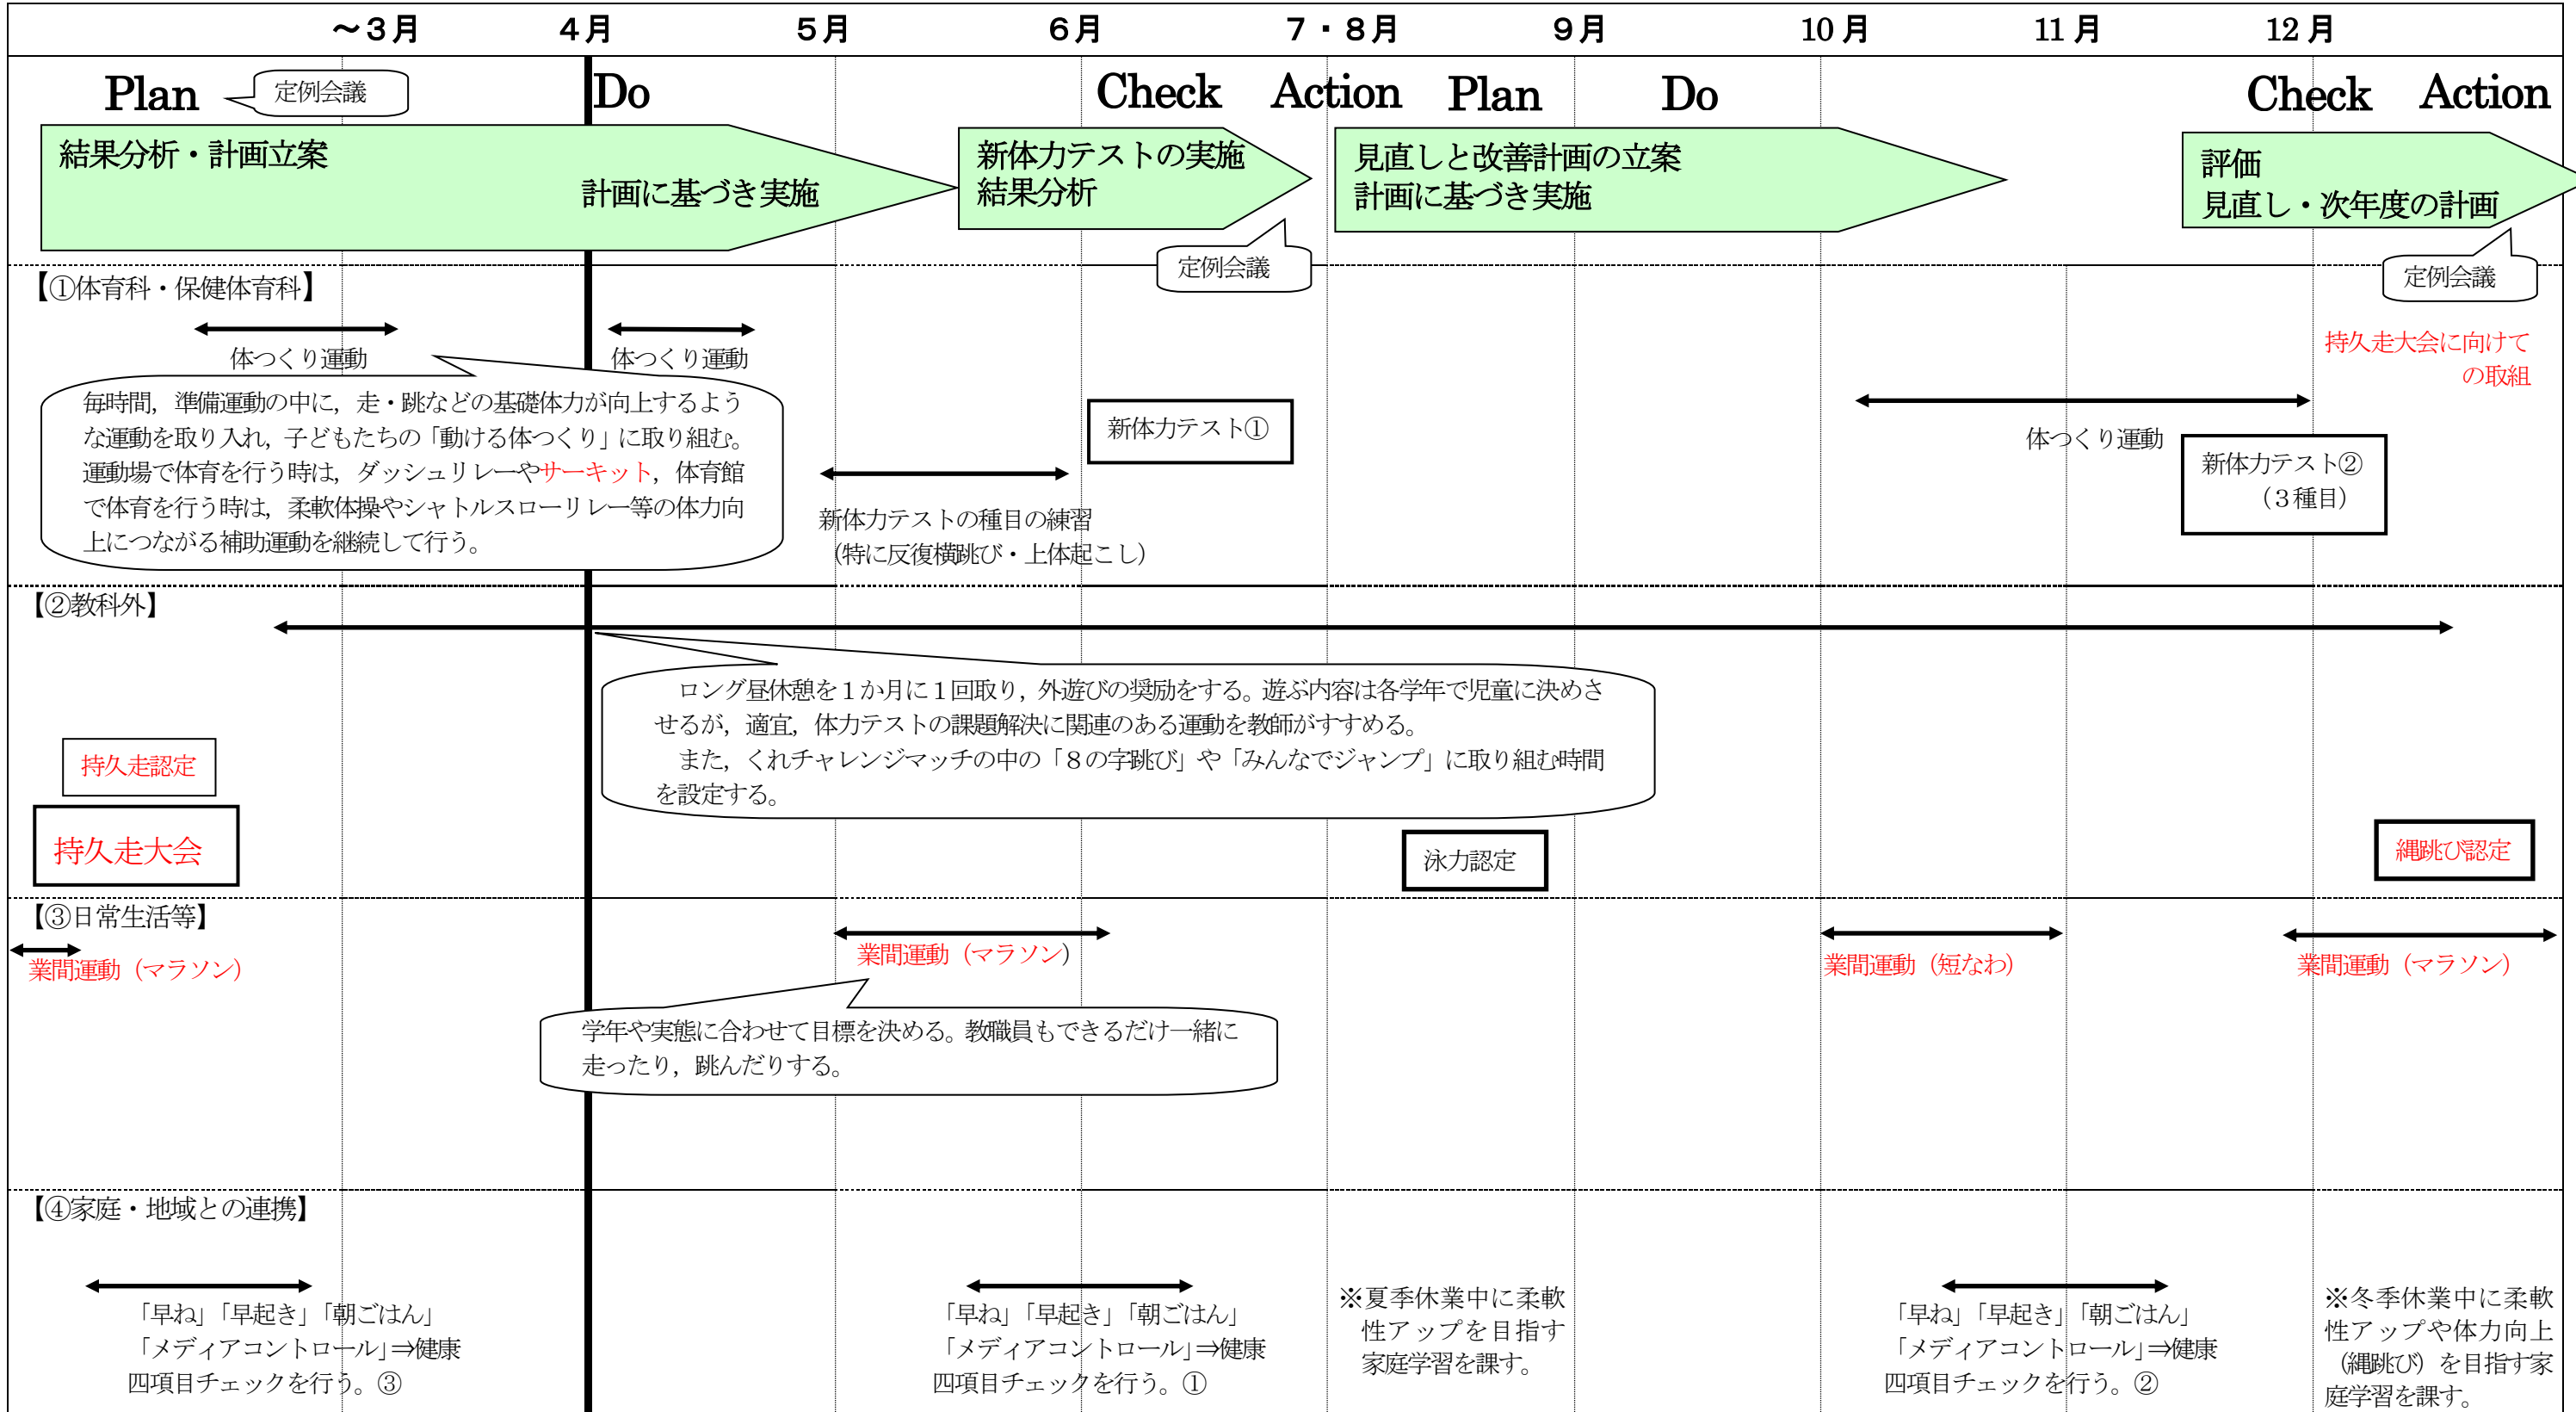 ～３月
４月
５月
６月
７・８月
９月
10 月
11 月
12 月
Plan
定例会議
Do
Check
Action
Plan
Do
Check
Action
結果分析・計画立案
計画に基づき実施
新体力テストの実施
結果分析
見直しと改善計画の立案
計画に基づき実施
評価
見直し・次年度の計画
定例会議
定例会議
【①体育科・保健体育科】
体つくり運動
体つくり運動
毎時間，準備運動の中に，走・跳などの基礎体力が向上するよう
な運動を取り入れ，子どもたちの「動ける体つくり」に取り組む。
運動場で体育を行う時は，ダッシュリレーやサーキット，体育館
で体育を行う時は，柔軟体操やシャトルスローリレー等の体力向
上につながる補助運動を継続して行う。
新体力テスト①
新体力テストの種目の練習
（特に反復横跳び・上体起こし）
持久走大会に向けて
の取組
体つくり運動
新体力テスト②
（３種目）
【②教科外】
ロング昼休憩を１か月に１回取り，外遊びの奨励をする。遊ぶ内容は各学年で児童に決めさ
せるが，適宜，体力テストの課題解決に関連のある運動を教師がすすめる。
また，くれチャレンジマッチの中の「８の字跳び」や「みんなでジャンプ」に取り組む時間
を設定する。
持久走認定
持久走大会
泳力認定
縄跳び認定
【③日常生活等】
業間運動（マラソン）
業間運動（マラソン）
業間運動（短なわ）
業間運動（マラソン）
学年や実態に合わせて目標を決める。教職員もできるだけ一緒に
走ったり，跳んだりする。
【④家庭・地域との連携】
「早ね」「早起き」「朝ごはん」
「メディアコントロール」⇒健康
四項目チェックを行う。③
「早ね」「早起き」「朝ごはん」
「メディアコントロール」⇒健康
四項目チェックを行う。①
※夏季休業中に柔軟
性アップを目指す
家庭学習を課す。
「早ね」「早起き」「朝ごはん」
「メディアコントロール」⇒健康
四項目チェックを行う。②
※冬季休業中に柔軟
性アップや体力向上
（縄跳び）を目指す家
庭学習を課す。